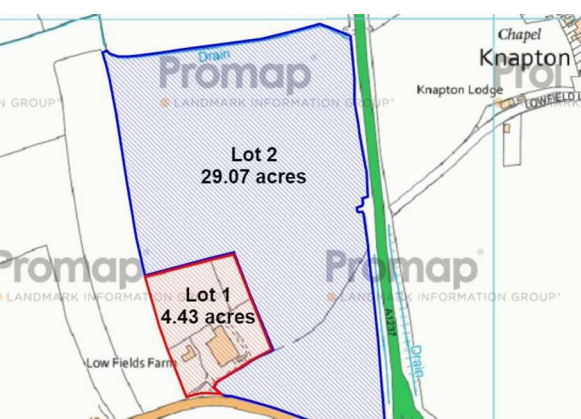 Chapel
Knapton
Drain
Promap®
© LANDMARK INFORMATION GROUP
Knapton Lodge
LOWFIELD L
Lot 2
29.07 acres
Promap
LANDMARK INFORMATION
Promap®
LANDMARK INFORMATION GROUP
Lot 1
4.43 acres
A1237
Low Fields Farm
Drain